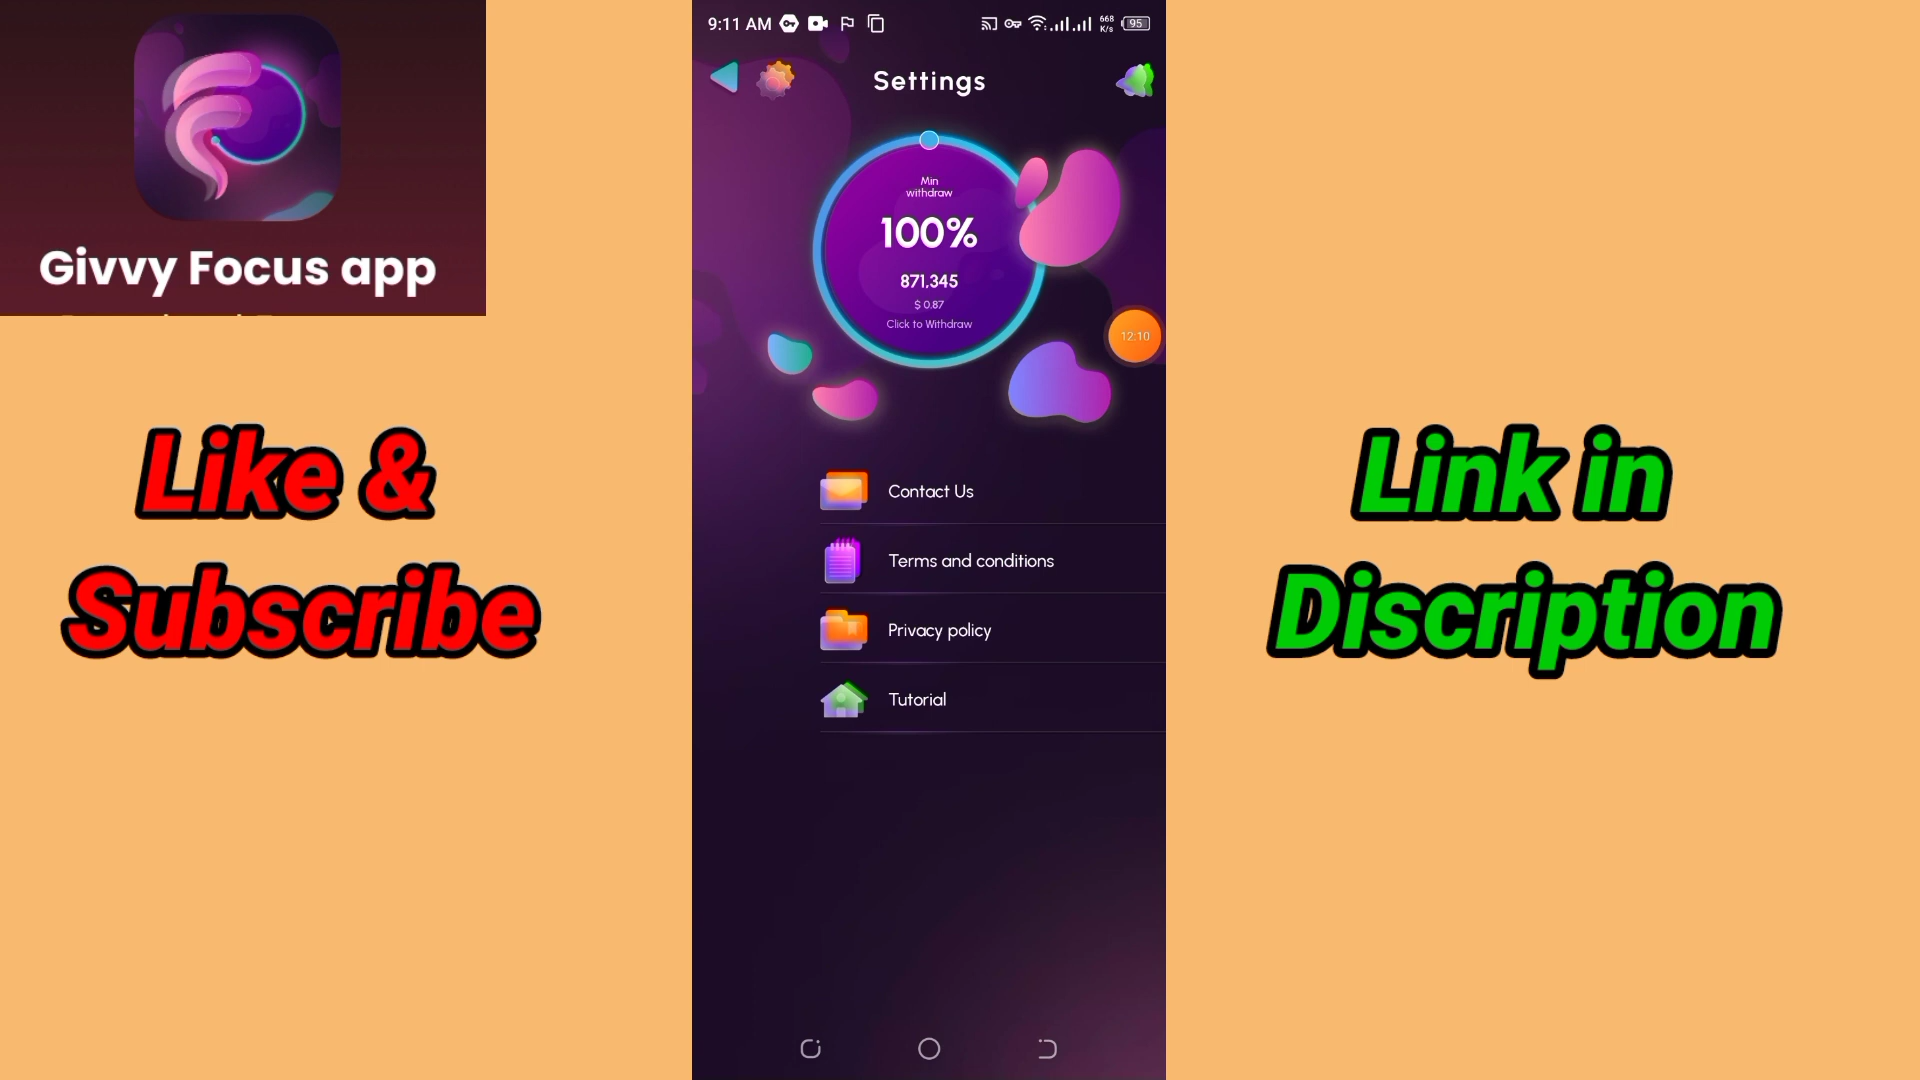 Givvy Focus app
Like &
Subscribe
9:11 AM
668
K/s
95
Settings
Min
withdraw
100%
871,345
$ 0.87
Click to Withdraw
12:10
Contact Us
Terms and conditions
Privacy policy
Tutorial
Link in
Discription